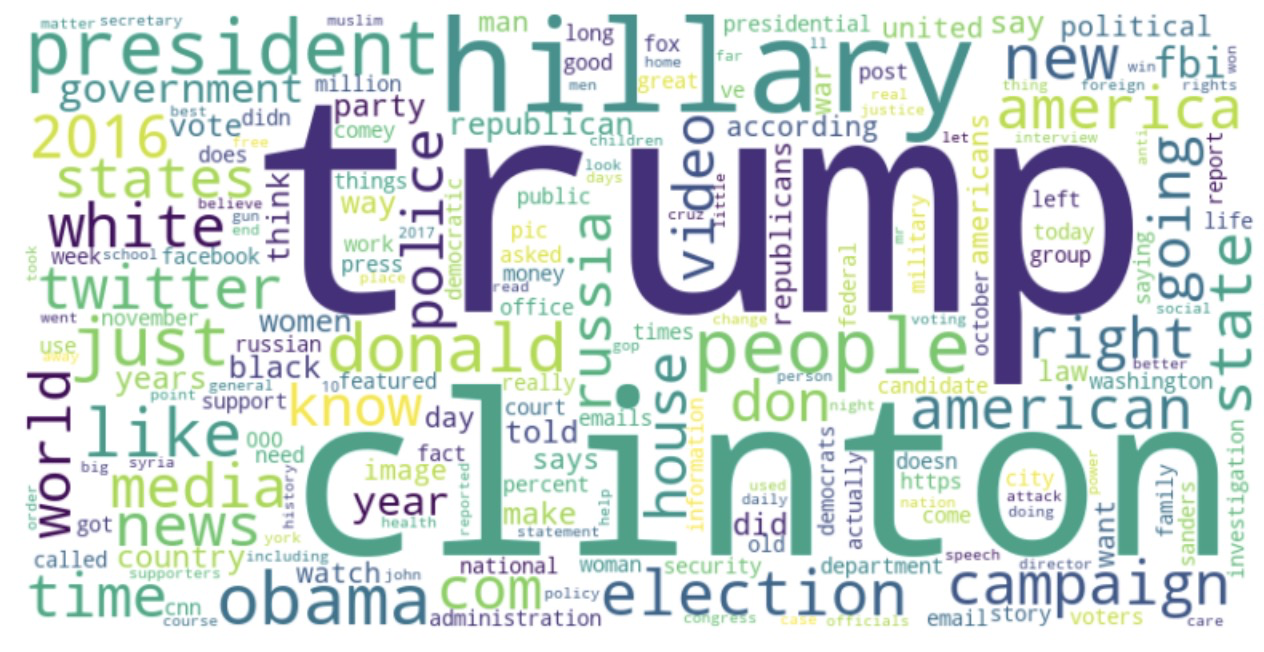 matter secretary muslim man long fox presidential united say political
president hillary good home far ll post new win fbi won
government million men great ve war real justice thing foreign rights
2016 best vote didn free party comey republican children according let america interview anti
states does things look days video americans going report
trump
believe think way police democratic public cruz little republicans military mr left life
white gun end work 2017 pic asked today
week school facebook press place money read russia federal group saying
took twitter office october social state
went november women change voting
use just away russian donald times gop people right better
years black person law washington
point general support 10 featured really candidate
world like know day court emails house don night american
000 told
clinton
big syria need fact says information democrats doesn city power
media image percent used https attack investigation
order got news history year reported make help daily actually nation doing family sanders
york health statement did come want
called country including national woman old security department speech director
supporters watch john com policy election campaign
time cnn obama administration congress case officials email story voters
course care